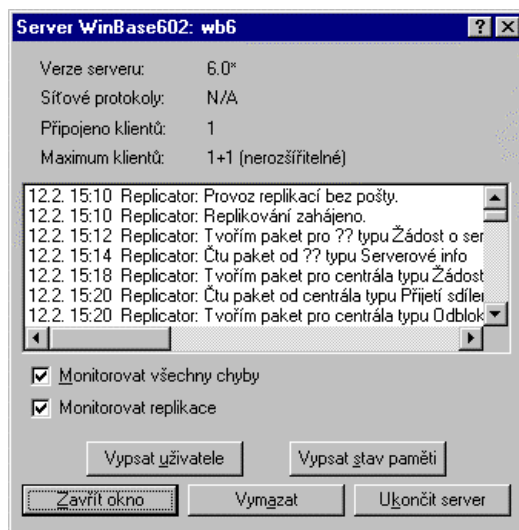 Server WinBase602: wb6
Verze serveru: 6.0*
Síťové protokoly: N/A
Připojeno klientů: 1
Maximum klientů: 1+1 (nerozšířitelné)
12.2. 15:10 Replicator: Provoz replikací bez pošty.
12.2. 15:10 Replicator: Replikování zahájeno.
12.2. 15:12 Replicator: Tvořím paket pro ?? typu Žádost o ser
12.2. 15:14 Replicator: Čtu paket od ?? typu Serverové info
12.2. 15:18 Replicator: Tvořím paket pro centrála typu Žádost
12.2. 15:20 Replicator: Čtu paket od centrála typu Přijetí sdílen
12.2. 15:20 Replicator: Tvořím paket pro centrála typu Odblok
Monitorovat všechny chyby
Monitorovat replikace
Vypsat uživatele Vypsat stav paměti
Zavřít okno Vymazat Ukončit server